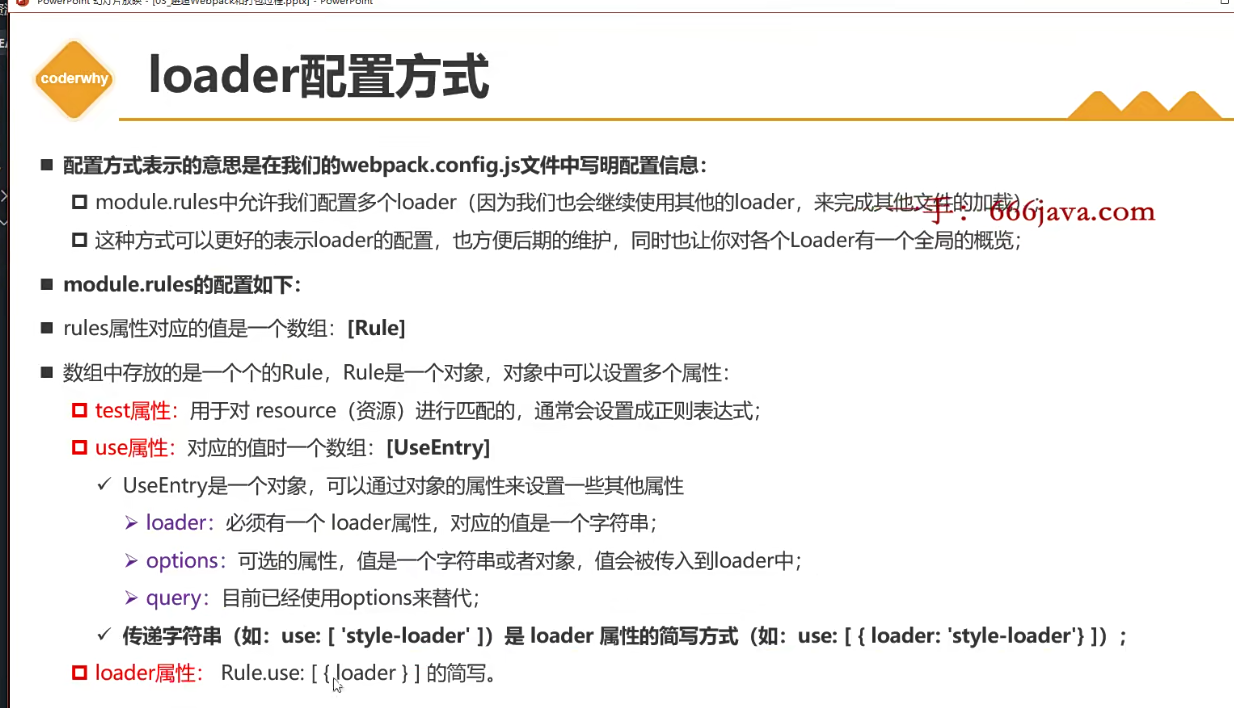 PowerPoint 幻灯片放映 - [03_邂逅Webpack和打包过程.pptx] - PowerPoint
coderwhy
loader配置方式
配置方式表示的意思是在我们的webpack.config.js文件中写明配置信息：
module.rules中允许我们配置多个loader（因为我们也会继续使用其他的loader，来完成其他文件的加载）；
一手：666java.com
这种方式可以更好的表示loader的配置，也方便后期的维护，同时也让你对各个Loader有一个全局的概览；
module.rules的配置如下：
rules属性对应的值是一个数组：[Rule]
数组中存放的是一个个的Rule，Rule是一个对象，对象中可以设置多个属性：
test属性：用于对 resource（资源）进行匹配的，通常会设置成正则表达式；
use属性：对应的值时一个数组：[UseEntry]
UseEntry是一个对象，可以通过对象的属性来设置一些其他属性
loader：必须有一个 loader属性，对应的值是一个字符串；
options：可选的属性，值是一个字符串或者对象，值会被传入到loader中；
query：目前已经使用options来替代；
传递字符串（如：use: [ 'style-loader' ]）是 loader 属性的简写方式（如：use: [ { loader: 'style-loader'} ]）；
loader属性： Rule.use: [ { loader } ] 的简写。